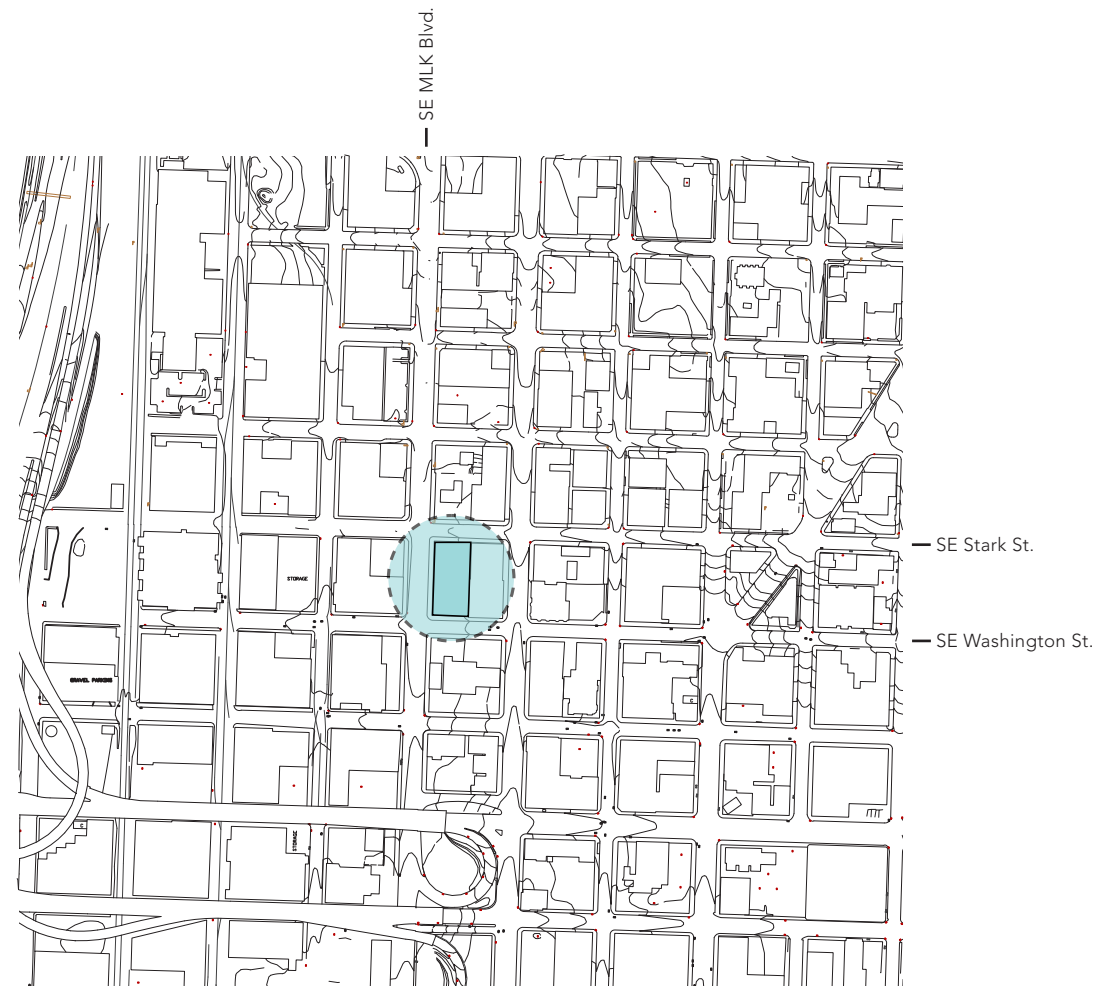 SE MLK Blvd.
STORAGE
SE Stark St.
SE Washington St.
GRAVEL PARKING
STORAGE
C
C